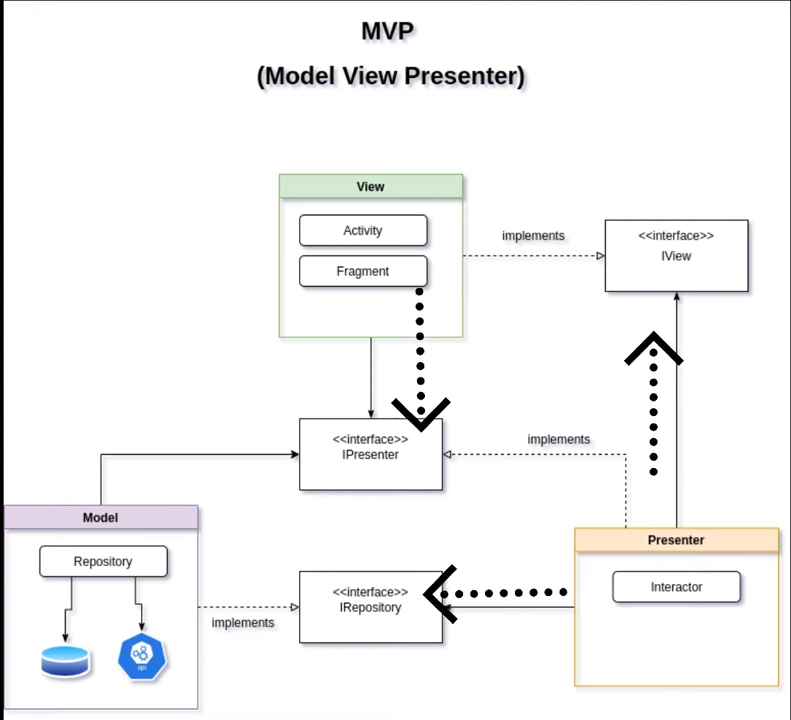 MVP
(Model View Presenter)
View
Activity
Fragment
implements
<<interface>>
IView
<<interface>>
IPresenter
implements
Model
Repository
api
implements
<<interface>>
IRepository
Presenter
Interactor